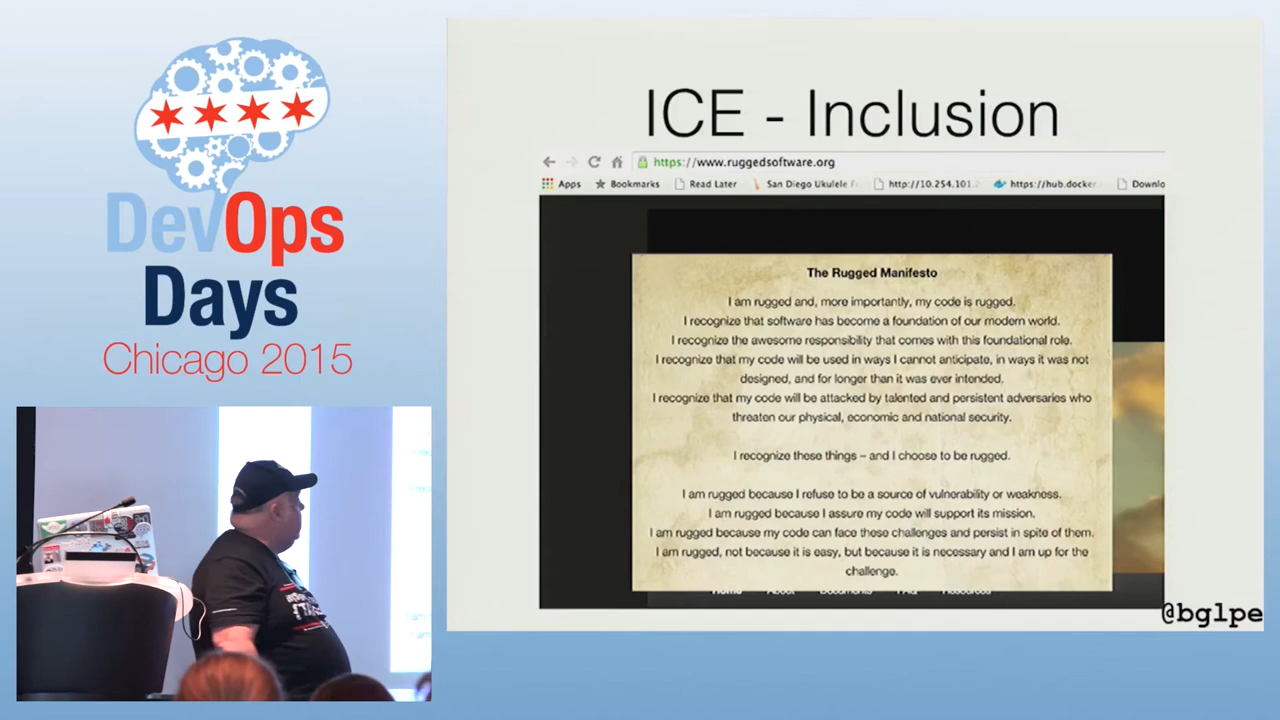 DevOps
Days
Chicago 2015
ICE - Inclusion
https://www.ruggedsoftware.org
Apps Bookmarks Read Later San Diego Ukulele http://10.254.101. https://hub.docker
The Rugged Manifesto
I am rugged and, more importantly, my code is rugged.
I recognize that software has become a foundation of our modern world.
I recognize the awesome responsibility that comes with this foundational role.
I recognize that my code will be used in ways I cannot anticipate, in ways it was not
designed, and for longer than it was ever intended.
I recognize that my code will be attacked by talented and persistent adversaries who
threaten our physical, economic and national security.
I recognize these things – and I choose to be rugged.
I am rugged because I refuse to be a source of vulnerability or weakness.
I am rugged because I assure my code will support its mission.
I am rugged because my code can face these challenges and persist in spite of them.
I am rugged, not because it is easy, but because it is necessary and I am up for the
challenge.
Home About Documents FAQ Resources
@bglpe